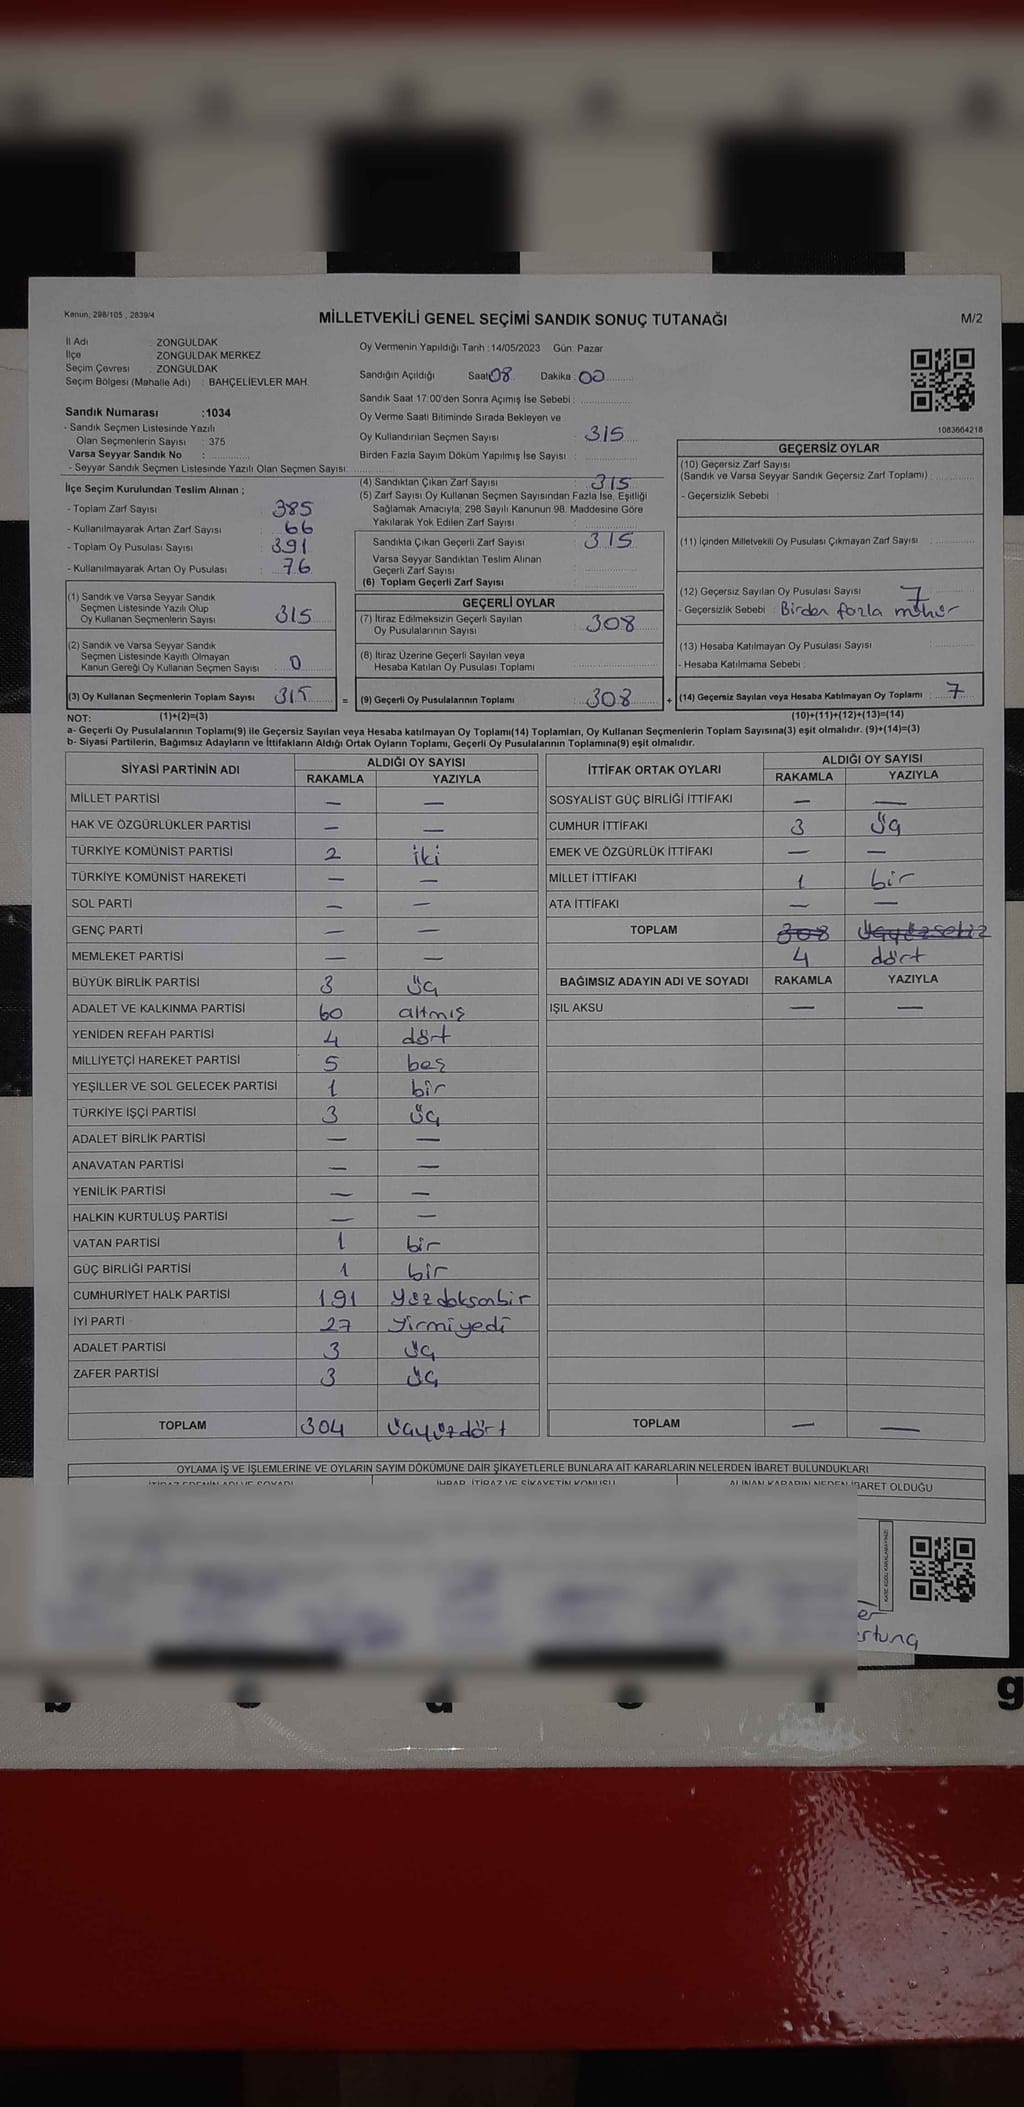 Kanun, 298/105 , 2839/4
MİLLETVEKİLİ GENEL SEÇİMİ SANDIK SONUÇ TUTANAĞI
M/2
İl Adı : ZONGULDAK
İlçe : ZONGULDAK MERKEZ
Seçim Çevresi : ZONGULDAK
Seçim Bölgesi (Mahalle Adı) : BAHÇELİEVLER MAH.
Sandık Numarası :1034
- Sandık Seçmen Listesinde Yazılı
Olan Seçmenlerin Sayısı : 375
Varsa Seyyar Sandık No :
- Seyyar Sandık Seçmen Listesinde Yazılı Olan Seçmen Sayısı:
Oy Vermenin Yapıldığı Tarih :14/05/2023 Gün: Pazar
Sandığın Açıldığı Saat: 08 Dakika: 00
Sandık Saat 17:00'den Sonra Açımış İse Sebebi :
Oy Verme Saati Bitiminde Sırada Bekleyen ve
Oy Kullandırılan Seçmen Sayısı : 315
Birden Fazla Sayım Döküm Yapılmış İse Sayısı :
1083664218
İlçe Seçim Kurulundan Teslim Alınan ;
- Toplam Zarf Sayısı : 385
- Kullanılmayarak Artan Zarf Sayısı : 66
- Toplam Oy Pusulası Sayısı : 391
- Kullanılmayarak Artan Oy Pusulası : 76
(1) Sandık ve Varsa Seyyar Sandık
Seçmen Listesinde Yazılı Olup
Oy Kullanan Seçmenlerin Sayısı : 315
(2) Sandık ve Varsa Seyyar Sandık
Seçmen Listesinde Kayıtlı Olmayan
Kanun Gereği Oy Kullanan Seçmen Sayısı : 0
(3) Oy Kullanan Seçmenlerin Toplam Sayısı : 315 =
(4) Sandıktan Çıkan Zarf Sayısı : 315
(5) Zarf Sayısı Oy Kullanan Seçmen Sayısından Fazla İse, Eşitliği
Sağlamak Amacıyla, 298 Sayılı Kanunun 98. Maddesine Göre
Yakılarak Yok Edilen Zarf Sayısı :
Sandıkta Çıkan Geçerli Zarf Sayısı : 315
Varsa Seyyar Sandıktan Teslim Alınan
Geçerli Zarf Sayısı :
(6) Toplam Geçerli Zarf Sayısı :
GEÇERLİ OYLAR
(7) İtiraz Edilmeksizin Geçerli Sayılan
Oy Pusulalarının Sayısı : 308
(8) İtiraz Üzerine Geçerli Sayılan veya
Hesaba Katılan Oy Pusulası Toplamı :
(9) Geçerli Oy Pusulalarının Toplamı : 308 +
GEÇERSİZ OYLAR
(10) Geçersiz Zarf Sayısı
(Sandık ve Varsa Seyyar Sandık Geçersiz Zarf Toplamı) :
- Geçersizlik Sebebi :
(11) İçinden Milletvekili Oy Pusulası Çıkmayan Zarf Sayısı :
(12) Geçersiz Sayılan Oy Pusulası Sayısı : 7
- Geçersizlik Sebebi : Birden fazla mühür
(13) Hesaba Katılmayan Oy Pusulası Sayısı :
- Hesaba Katılmama Sebebi :
(14) Geçersiz Sayılan veya Hesaba Katılmayan Oy Toplamı : 7
NOT: (1)+(2)=(3) (10)+(11)+(12)+(13)=(14)
a- Geçerli Oy Pusulalarının Toplamı(9) ile Geçersiz Sayılan veya Hesaba katılmayan Oy Toplamı(14) Toplamları, Oy Kullanan Seçmenlerin Toplam Sayısına(3) eşit olmalıdır. (9)+(14)=(3)
b- Siyasi Partilerin, Bağımsız Adayların ve İttifakların Aldığı Ortak Oyların Toplamı, Geçerli Oy Pusulalarının Toplamına(9) eşit olmalıdır.
SİYASİ PARTİNİN ADI ALDIĞI OY SAYISI
RAKAMLA YAZIYLA
MİLLET PARTİSİ — —
HAK VE ÖZGÜRLÜKLER PARTİSİ — —
TÜRKİYE KOMÜNİST PARTİSİ 2 iki
TÜRKİYE KOMÜNİST HAREKETİ — —
SOL PARTİ — —
GENÇ PARTİ — —
MEMLEKET PARTİSİ — —
BÜYÜK BİRLİK PARTİSİ 3 üç
ADALET VE KALKINMA PARTİSİ 60 altmış
YENİDEN REFAH PARTİSİ 4 dört
MİLLİYETÇİ HAREKET PARTİSİ 5 beş
YEŞİLLER VE SOL GELECEK PARTİSİ 1 bir
TÜRKİYE İŞÇİ PARTİSİ 3 üç
ADALET BİRLİK PARTİSİ — —
ANAVATAN PARTİSİ — —
YENİLİK PARTİSİ — —
HALKIN KURTULUŞ PARTİSİ — —
VATAN PARTİSİ 1 bir
GÜÇ BİRLİĞİ PARTİSİ 1 bir
CUMHURİYET HALK PARTİSİ 191 yüzdoksanbir
İYİ PARTİ 27 yirmiyedi
ADALET PARTİSİ 3 üç
ZAFER PARTİSİ 3 üç
TOPLAM 304 üçyüzdört
İTTİFAK ORTAK OYLARI ALDIĞI OY SAYISI
RAKAMLA YAZIYLA
SOSYALİST GÜÇ BİRLİĞİ İTTİFAKI — —
CUMHUR İTTİFAKI 3 üç
EMEK VE ÖZGÜRLÜK İTTİFAKI — —
MİLLET İTTİFAKI 1 bir
ATA İTTİFAKI — —
TOPLAM 308 üçyüzsekiz
4 dört
BAĞIMSIZ ADAYIN ADI VE SOYADI RAKAMLA YAZIYLA
IŞIL AKSU — —
TOPLAM — —
OYLAMA İŞ VE İŞLEMLERİNE VE OYLARIN SAYIM DÖKÜMÜNE DAİR ŞİKAYETLERLE BUNLARA AİT KARARLARIN NELERDEN İBARET BULUNDUKLARI
İTİRAZ EDENİN ADI VE SOYADI İHBAR, İTİRAZ VE ŞİKAYETİN KONUSU ALINAN KARARIN NEDEN İBARET OLDUĞU
er
ertunç
b c d e f g